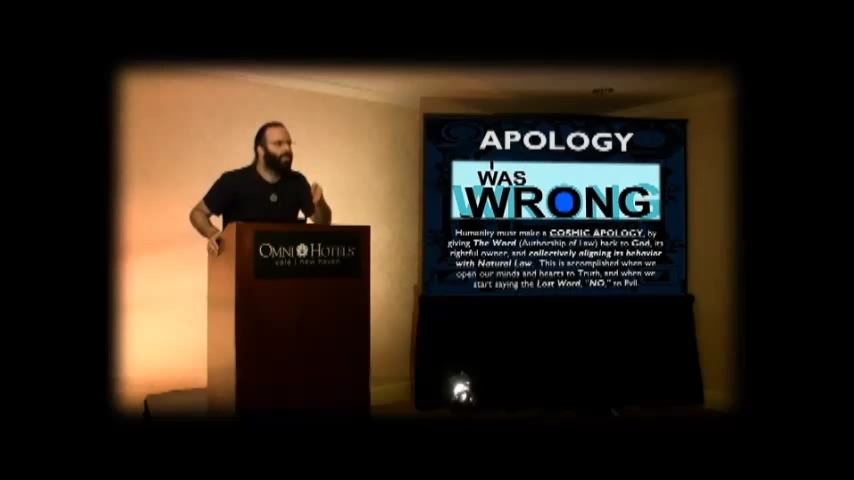 APOLOGY
I
WAS
WRONG
Humanity must make a COSMIC APOLOGY, by
giving The Word (Authorship of Law) back to God, its
rightful owner, and collectively aligning its behavior
with Natural Law. This is accomplished when we
open our minds and hearts to Truth, and when we
start saying the Lost Word, "NO," to Evil.
OMNI HOTELS
yale | new haven